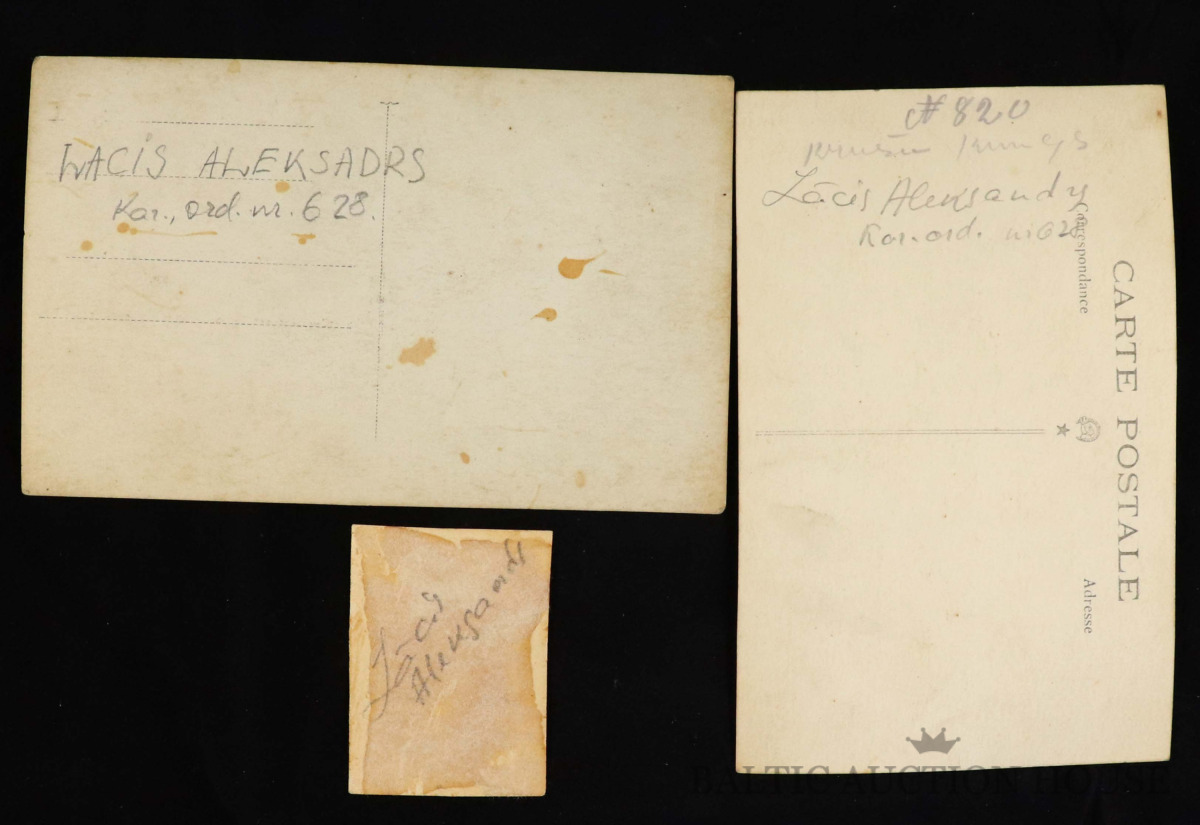 LACIS ALEKSADRS
Kar., ord. nr. 628.
#820
Lācis Aleksandrs
Kar. ord. nr 628
Correspondance
CARTE POSTALE
Adresse
Lācis
Aleksandrs
BALTIC AUCTION HOUSE